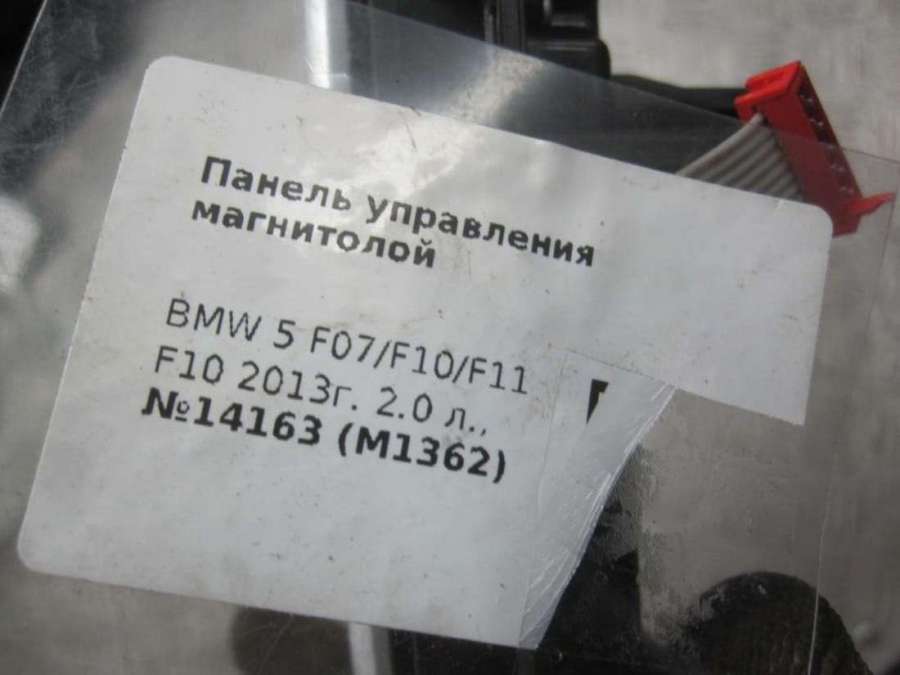 Панель управления
магнитолой
BMW 5 F07/F10/F11
F10 2013г. 2.0 л.,
№14163 (M1362)